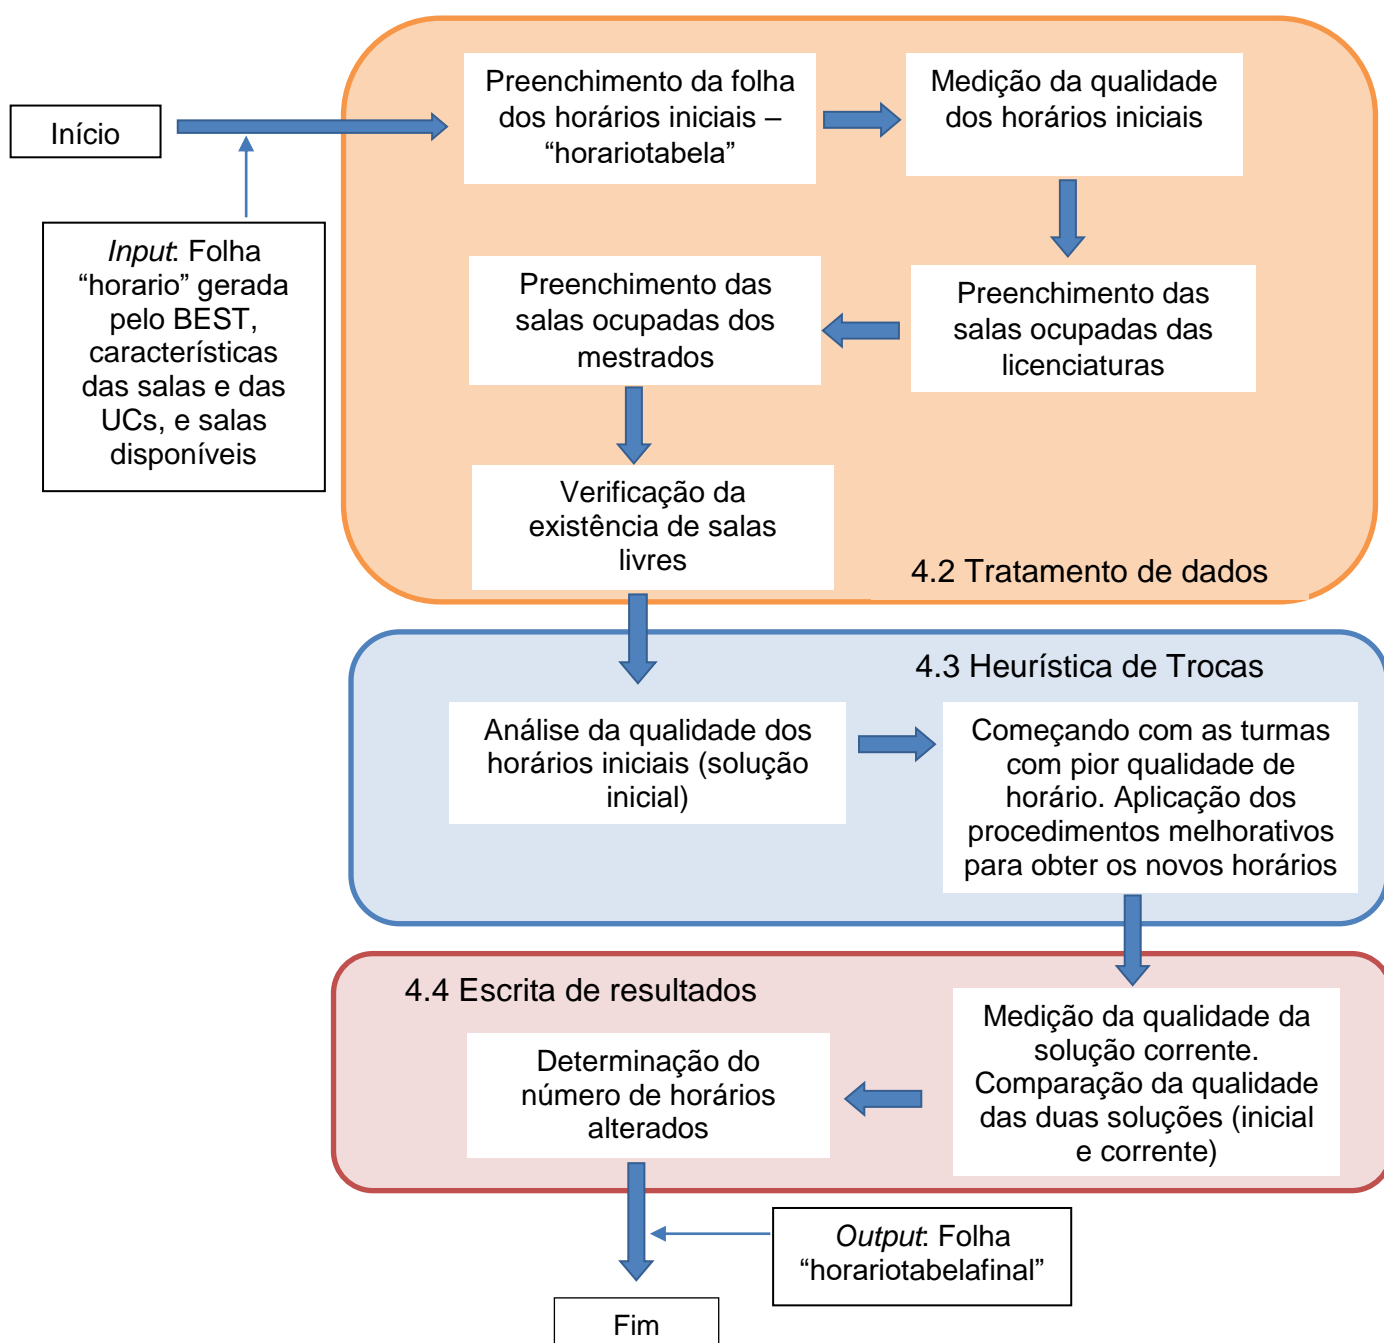 Início
Input: Folha
“horario” gerada
pelo BEST,
características
das salas e das
UCs, e salas
disponíveis
Preenchimento da folha
dos horários iniciais –
“horariotabela”
Medição da qualidade
dos horários iniciais
Preenchimento das
salas ocupadas das
licenciaturas
Preenchimento das
salas ocupadas dos
mestrados
Verificação da
existência de salas
livres
4.2 Tratamento de dados
4.3 Heurística de Trocas
Análise da qualidade dos
horários iniciais (solução
inicial)
Começando com as turmas
com pior qualidade de
horário. Aplicação dos
procedimentos melhorativos
para obter os novos horários
4.4 Escrita de resultados
Medição da qualidade da
solução corrente.
Comparação da qualidade
das duas soluções (inicial
e corrente)
Determinação do
número de horários
alterados
Output: Folha
“horariotabelafinal”
Fim